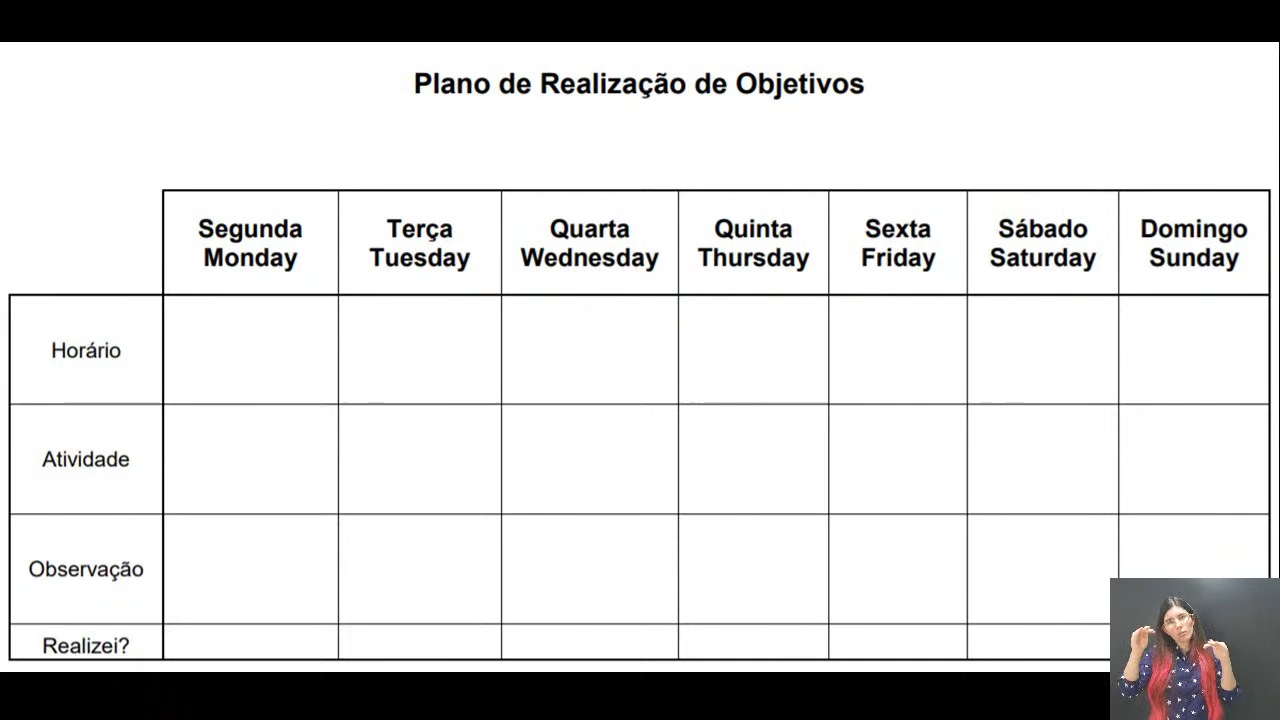 Plano de Realização de Objetivos
Segunda Terça Quarta Quinta Sexta Sábado Domingo
Monday Tuesday Wednesday Thursday Friday Saturday Sunday
Horário
Atividade
Observação
Realizei?